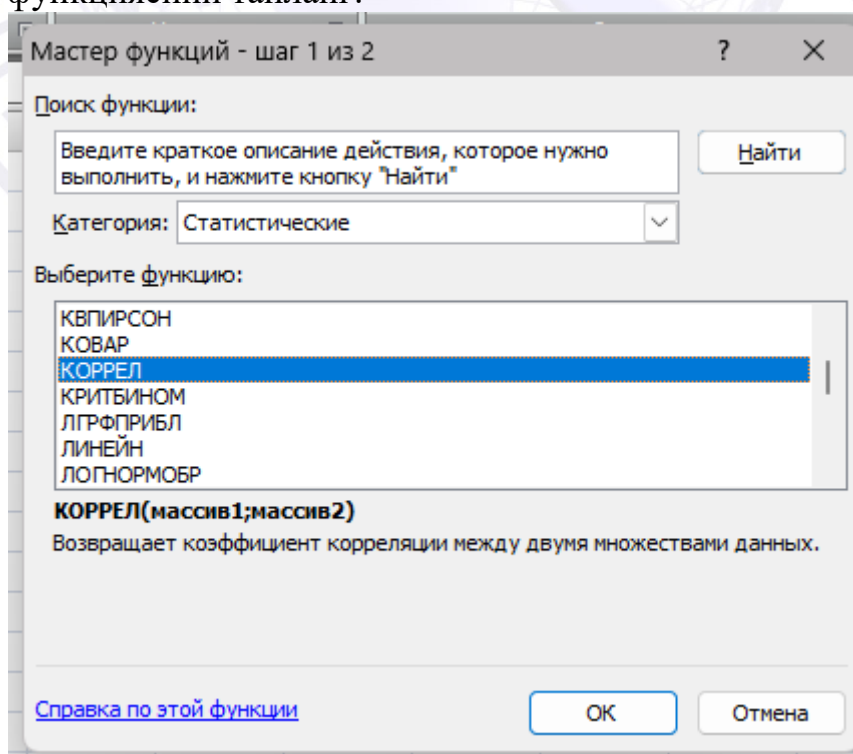 Мастер функций - шаг 1 из 2 ? ×
Поиск функции:
Введите краткое описание действия, которое нужно
выполнить, и нажмите кнопку "Найти"
Найти
Категория: Статистические
Выберите функцию:
КВПИРСОН
КОВАР
КОРРЕЛ
КРИТБИНОМ
ЛГРФПРИБЛ
ЛИНЕЙН
ЛОГНОРМОБР
КОРРЕЛ(массив1;массив2)
Возвращает коэффициент корреляции между двумя множествами данных.
Справка по этой функции
ОК
Отмена